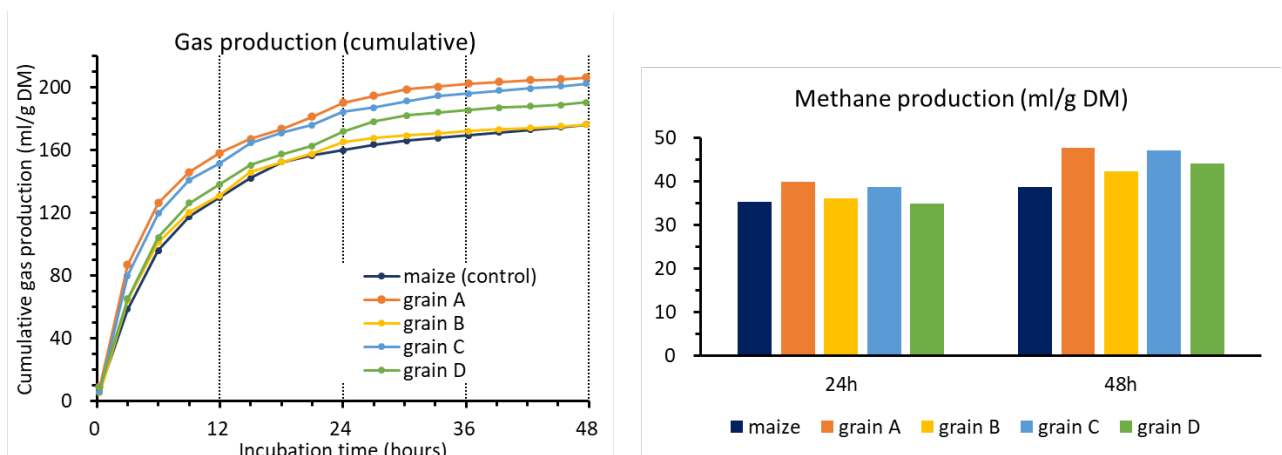 Gas production (cumulative)
Cumulative gas production (ml/g DM)
200
160
120
80
40
0
maize (control)
grain A
grain B
grain C
grain D
0 12 24 36 48
Incubation time (hours)
Methane production (ml/g DM)
50
40
30
20
10
0
24h 48h
maize grain A grain B grain C grain D